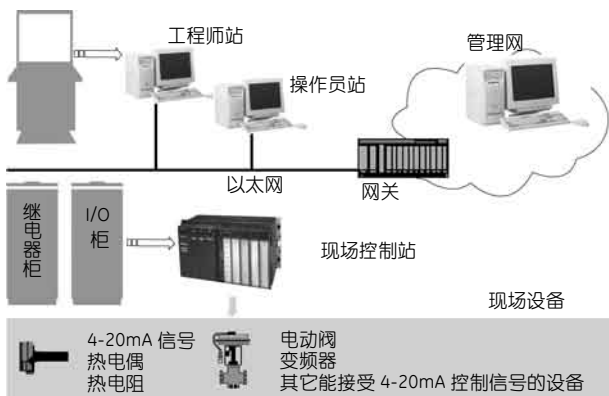 工程师站
管理网
操作员站
以太网
网关
继电器柜
I/O
柜
现场控制站
现场设备
4-20mA 信号
热电偶
热电阻
电动阀
变频器
其它能接受 4-20mA 控制信号的设备